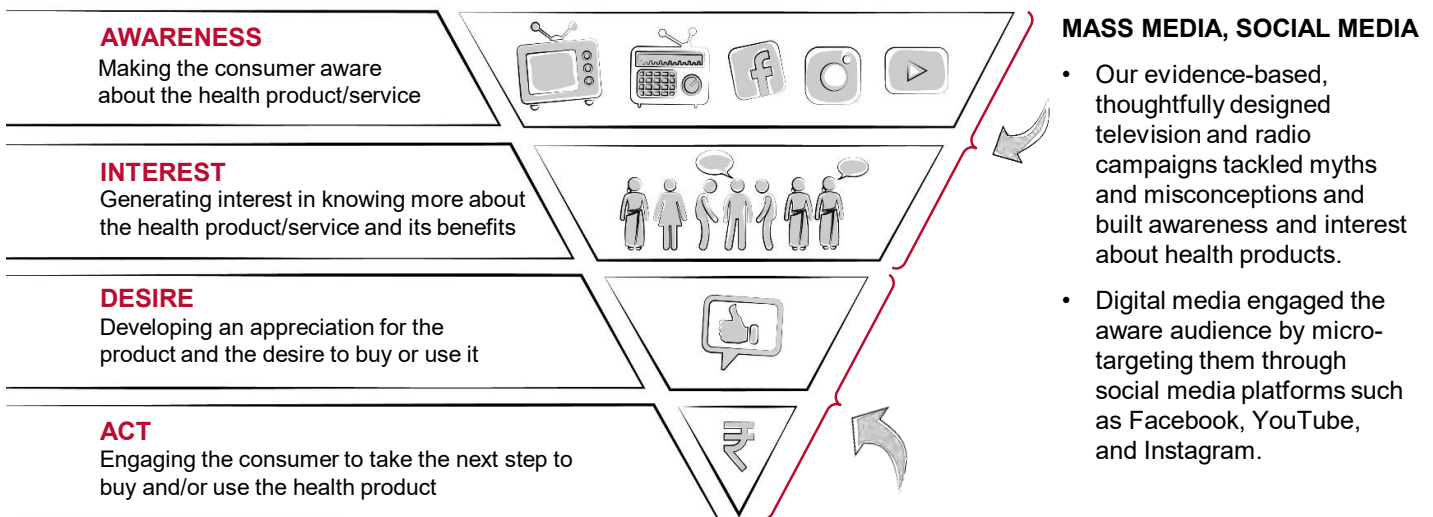 AWARENESS
Making the consumer aware
about the health product/service
INTEREST
Generating interest in knowing more about
the health product/service and its benefits
DESIRE
Developing an appreciation for the
product and the desire to buy or use it
ACT
Engaging the consumer to take the next step to
buy and/or use the health product
₹
MASS MEDIA, SOCIAL MEDIA
• Our evidence-based,
thoughtfully designed
television and radio
campaigns tackled myths
and misconceptions and
built awareness and interest
about health products.
• Digital media engaged the
aware audience by micro-
targeting them through
social media platforms such
as Facebook, YouTube,
and Instagram.